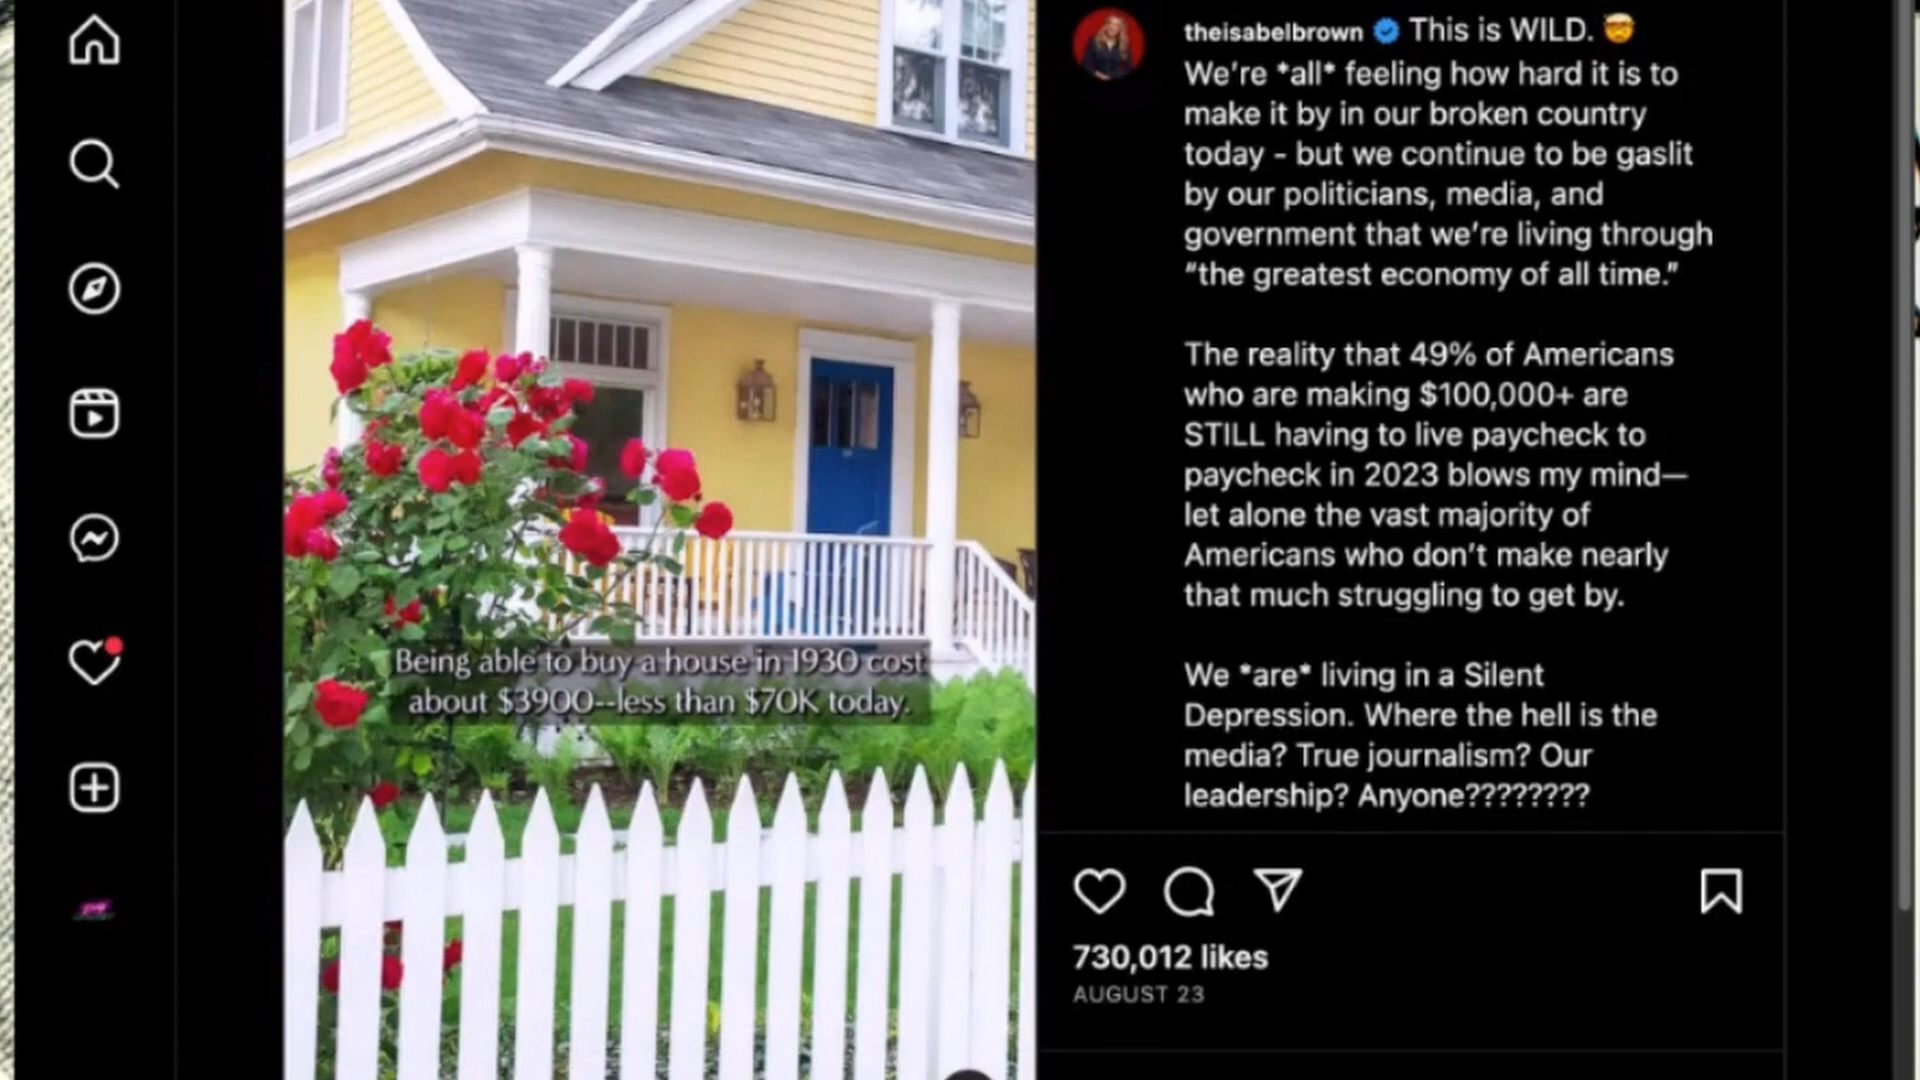 theisabelbrown This is WILD. 🤯
We're *all* feeling how hard it is to
make it by in our broken country
today - but we continue to be gaslit
by our politicians, media, and
government that we're living through
“the greatest economy of all time.”
The reality that 49% of Americans
who are making $100,000+ are
STILL having to live paycheck to
paycheck in 2023 blows my mind—
let alone the vast majority of
Americans who don't make nearly
that much struggling to get by.
We *are* living in a Silent
Depression. Where the hell is the
media? True journalism? Our
leadership? Anyone????????
730,012 likes
AUGUST 23
Being able to buy a house in 1930 cost
about $3900--less than $70K today.